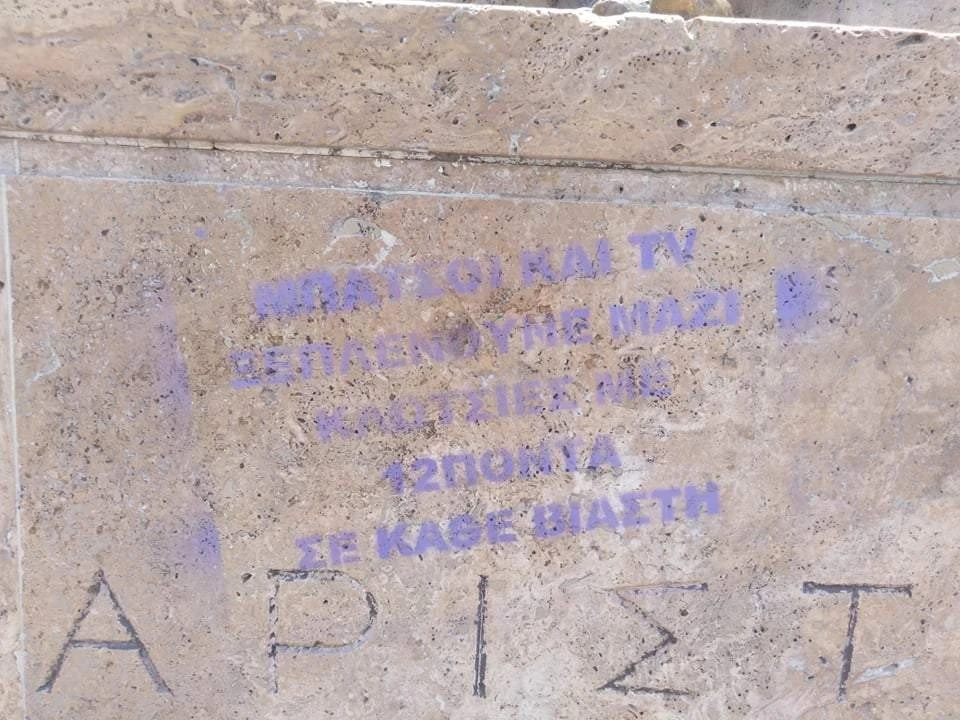 ΜΠΑΤΣΟΙ ΚΑΙ TV
ΞΕΠΛΕΝΟΥΜΕ ΜΑΖΙ
ΚΛΩΤΣΙΕΣ ΜΕ
12ΠΟΝΤΑ
ΣΕ ΚΑΘΕ ΒΙΑΣΤΗ
ΑΡΙΣΤ